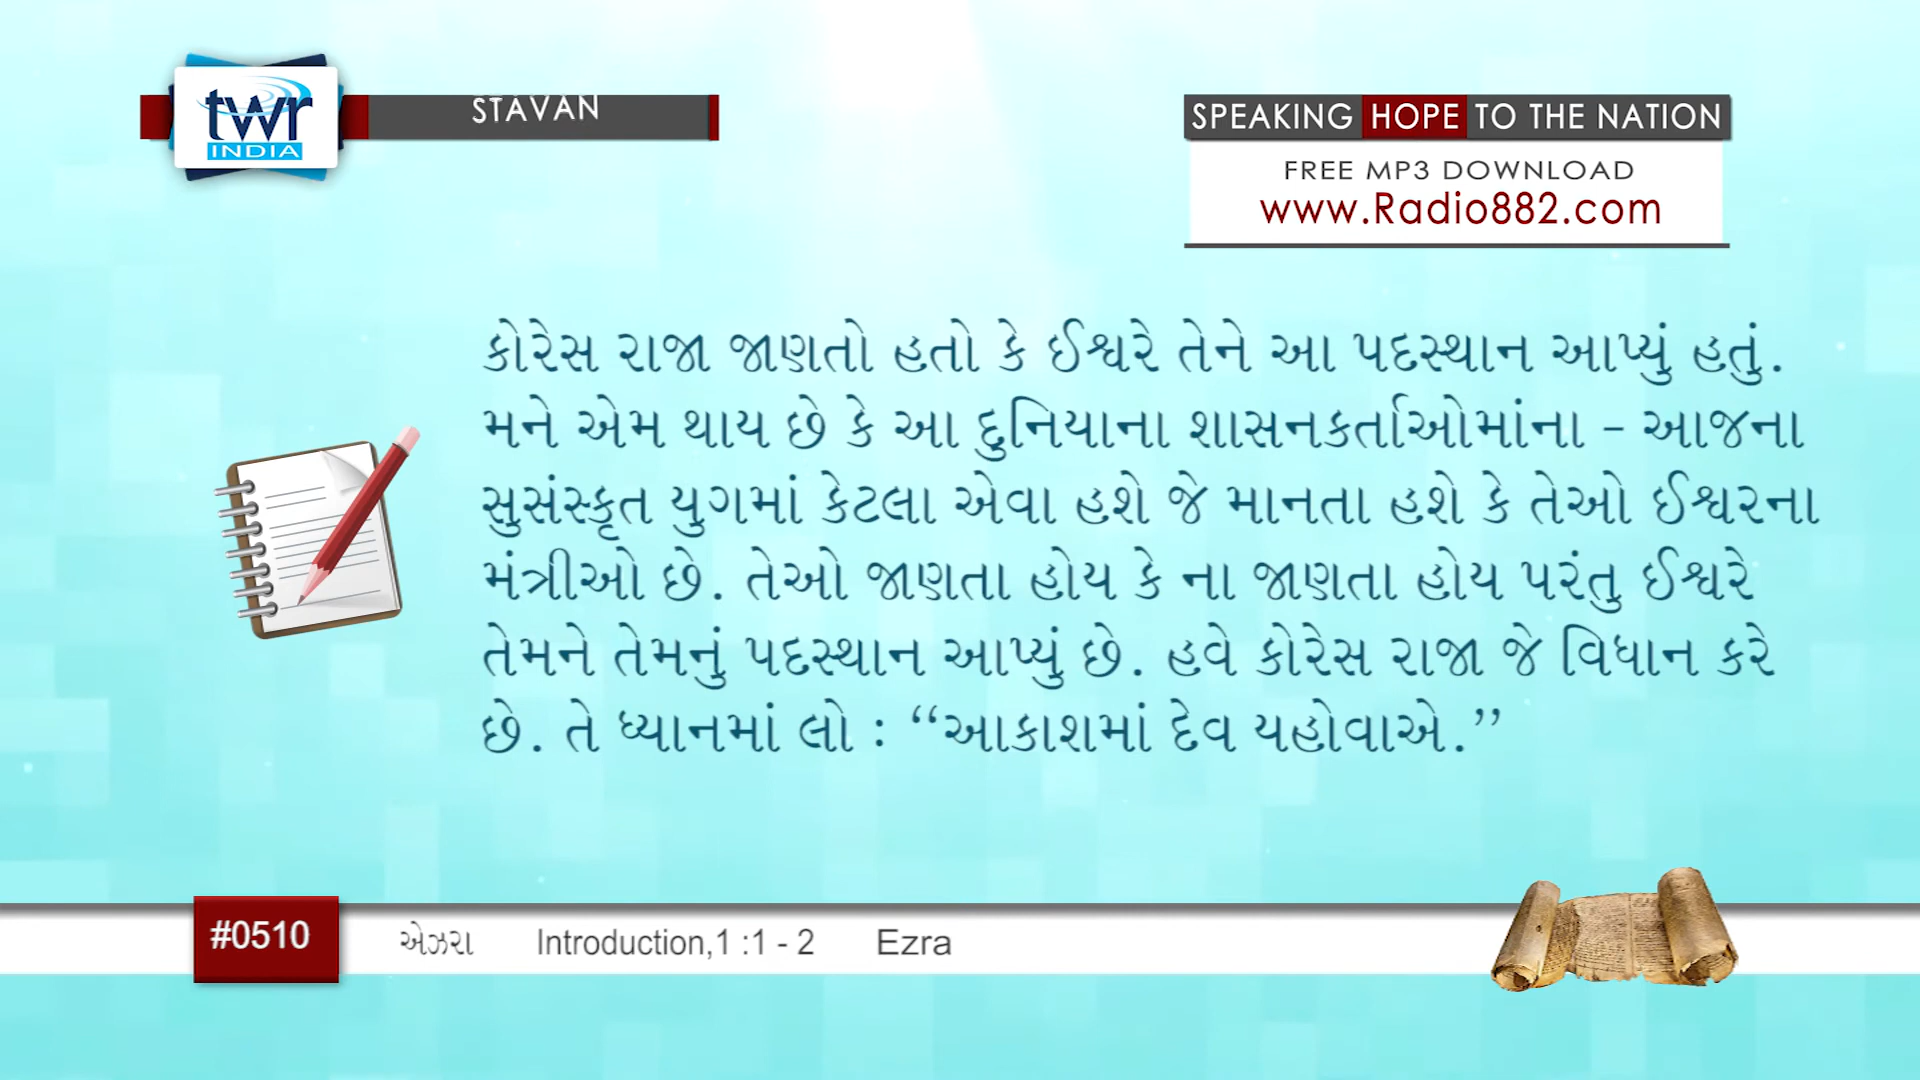 twr
INDIA
STAVAN
SPEAKING HOPE TO THE NATION
FREE MP3 DOWNLOAD
www.Radio882.com
કોરેસ રાજા જાણતો હતો કે ઈશ્વરે તેને આ પદસ્થાન આપ્યું હતું.
મને એમ થાય છે કે આ દુનિયાના શાસનકર્તાઓમાંના - આજના
સુસંસ્કૃત યુગમાં કેટલા એવા હશે જે માનતા હશે કે તેઓ ઈશ્વરના
મંત્રીઓ છે. તેઓ જાણતા હોય કે ના જાણતા હોય પરંતુ ઈશ્વરે
તેમને તેમનું પદસ્થાન આપ્યું છે. હવે કોરેસ રાજા જે વિધાન કરે
છે. તે ધ્યાનમાં લો : “આકાશમાં દેવ યહોવાએ.”
#0510 એઝરા Introduction,1 :1 - 2 Ezra